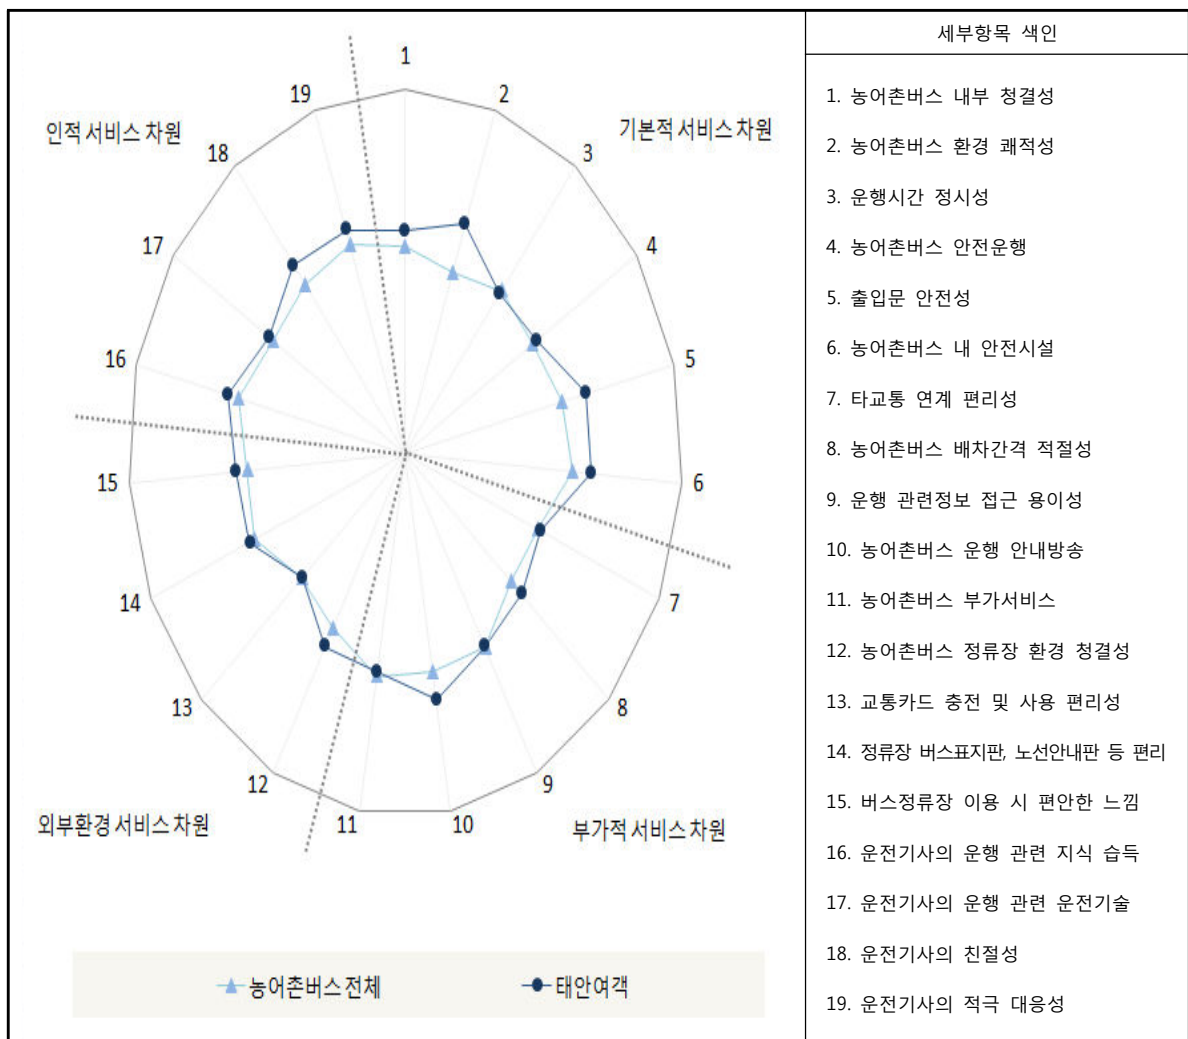 1
2
3
4
5
6
7
8
9
10
11
12
13
14
15
16
17
18
19
인적 서비스 차원
기본적 서비스 차원
외부환경 서비스 차원
부가적 서비스 차원
농어촌버스 전체
태안여객
세부항목 색인
1. 농어촌버스 내부 청결성
2. 농어촌버스 환경 쾌적성
3. 운행시간 정시성
4. 농어촌버스 안전운행
5. 출입문 안전성
6. 농어촌버스 내 안전시설
7. 타교통 연계 편리성
8. 농어촌버스 배차간격 적절성
9. 운행 관련정보 접근 용이성
10. 농어촌버스 운행 안내방송
11. 농어촌버스 부가서비스
12. 농어촌버스 정류장 환경 청결성
13. 교통카드 충전 및 사용 편리성
14. 정류장 버스표지판, 노선안내판 등 편리
15. 버스정류장 이용 시 편안한 느낌
16. 운전기사의 운행 관련 지식 습득
17. 운전기사의 운행 관련 운전기술
18. 운전기사의 친절성
19. 운전기사의 적극 대응성